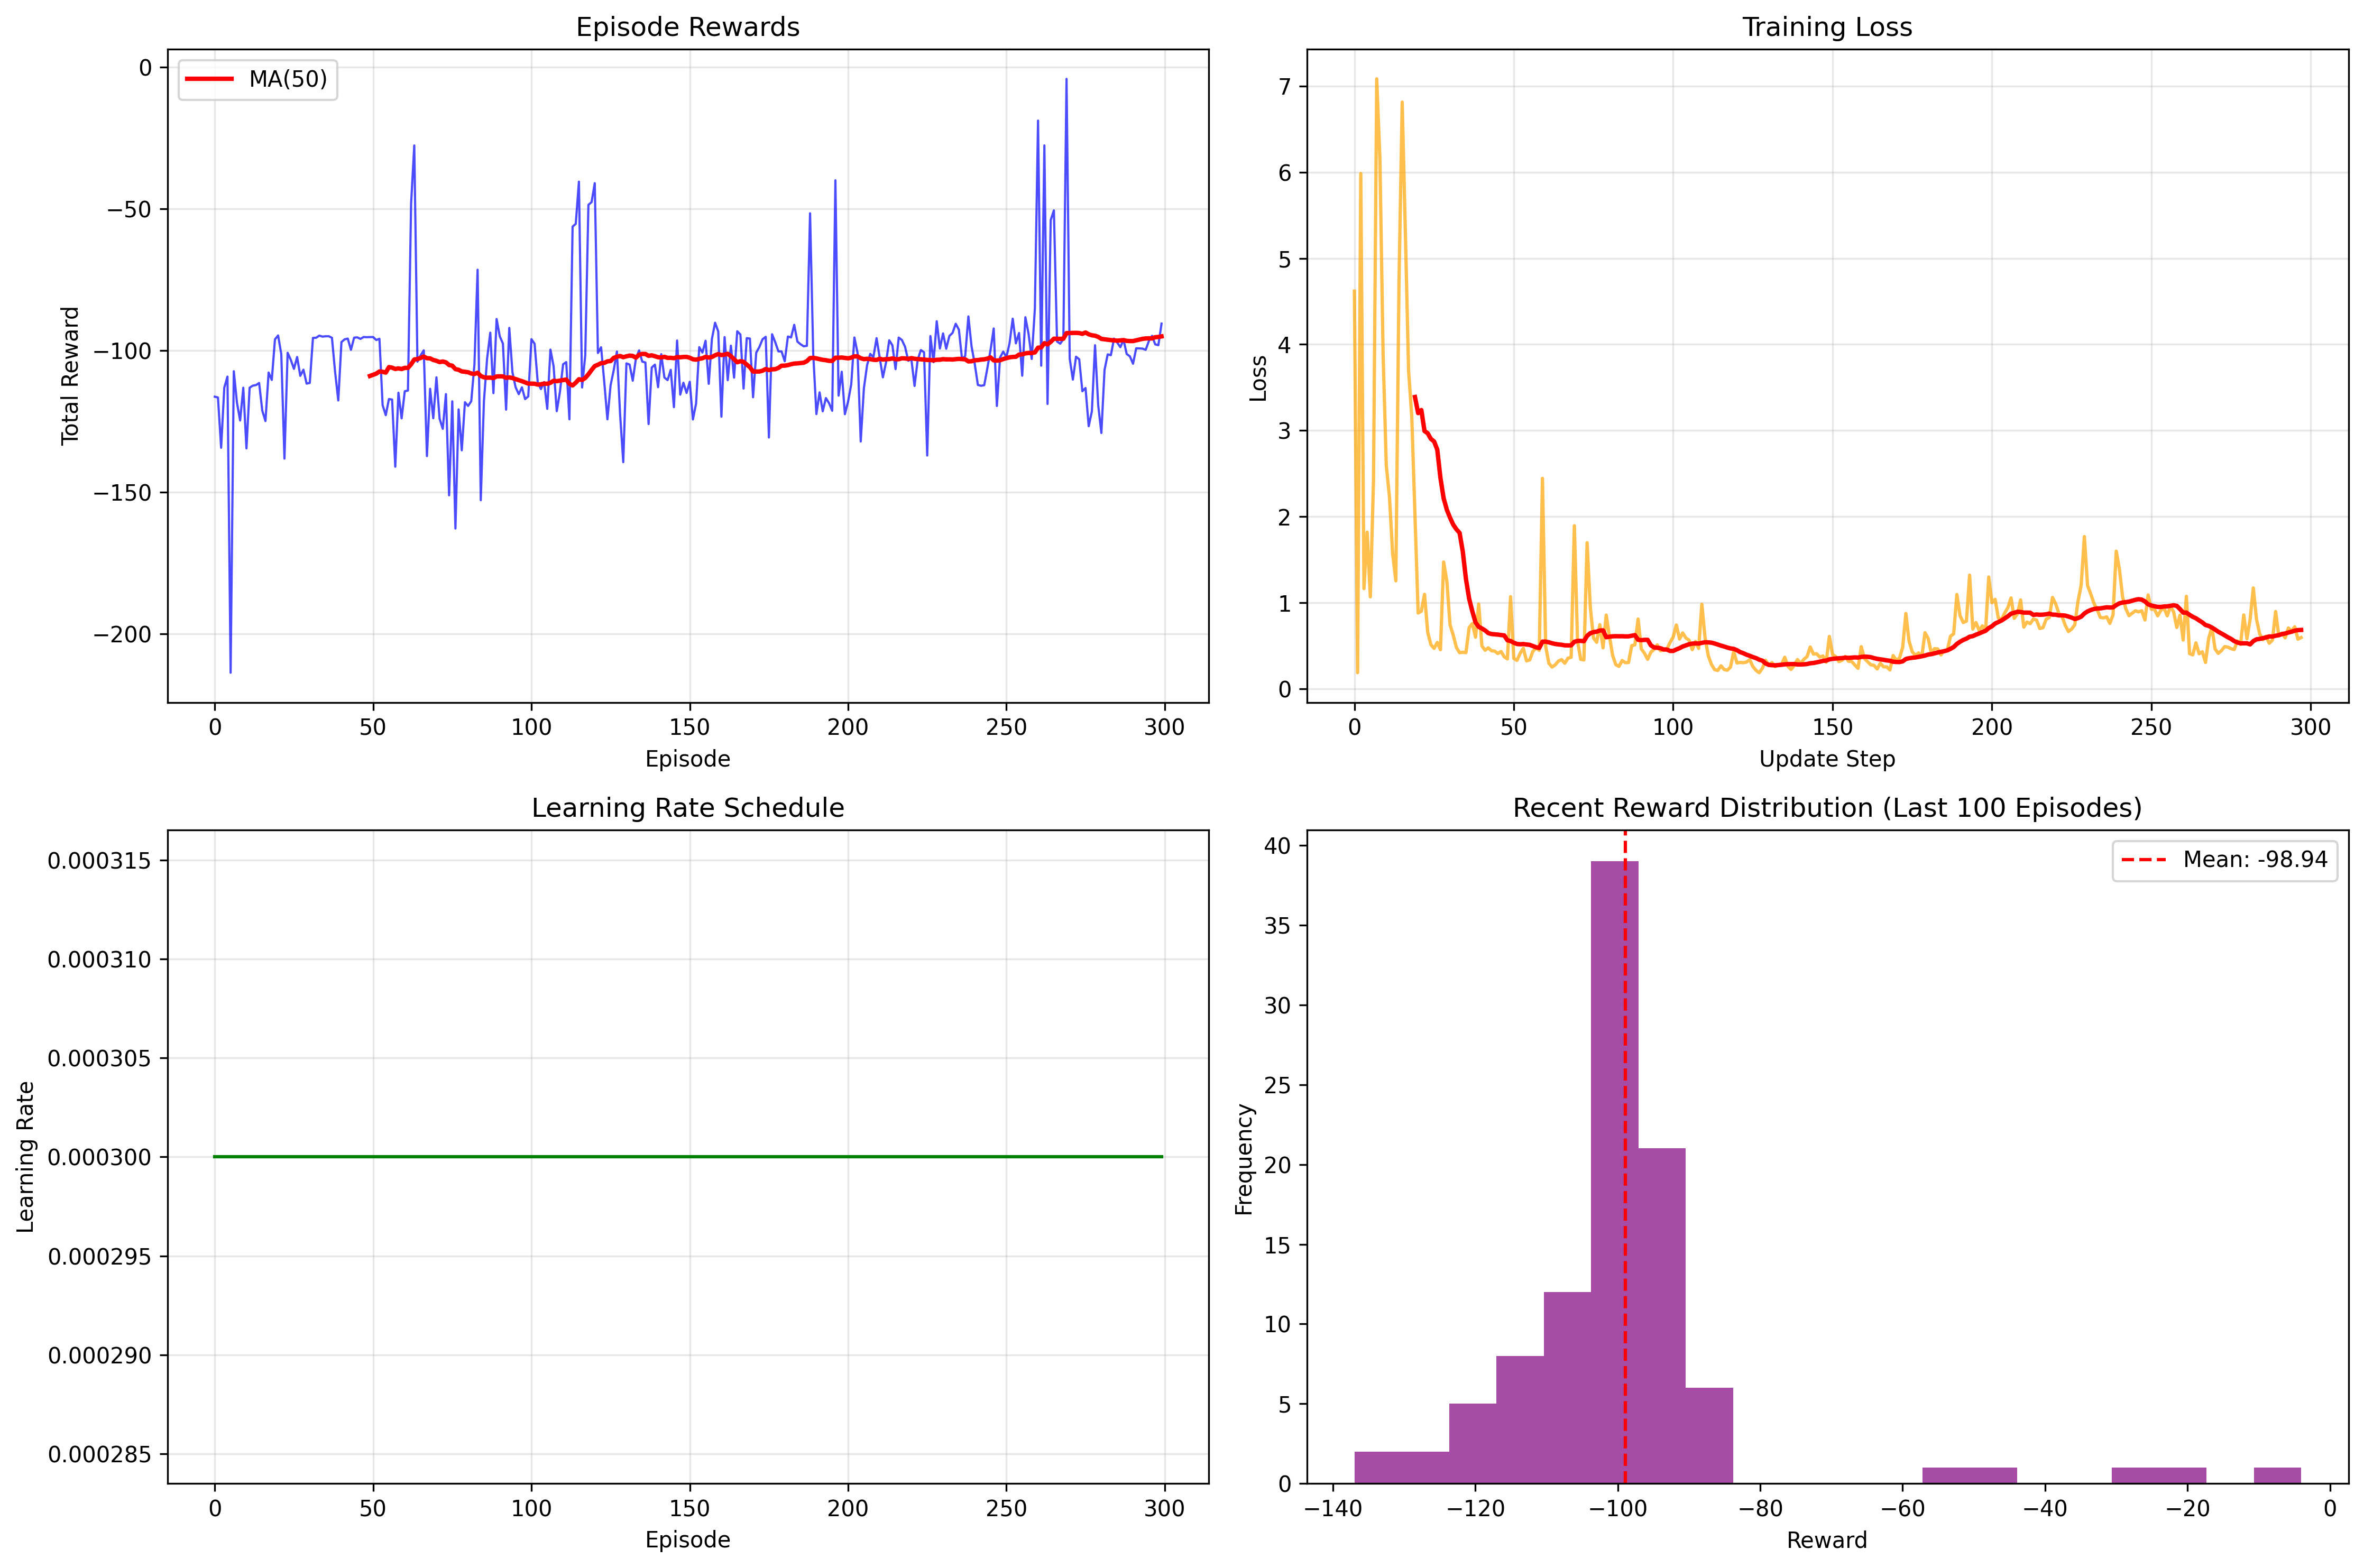 Episode Rewards
MA(50)
0
−50
−100
−150
−200
Total Reward
0 50 100 150 200 250 300
Episode
Training Loss
7
6
5
4
3
2
1
0
Loss
0 50 100 150 200 250 300
Update Step
Learning Rate Schedule
0.000315
0.000310
0.000305
0.000300
0.000295
0.000290
0.000285
Learning Rate
0 50 100 150 200 250 300
Episode
Recent Reward Distribution (Last 100 Episodes)
Mean: -98.94
40
35
30
25
20
15
10
5
0
Frequency
−140 −120 −100 −80 −60 −40 −20 0
Reward